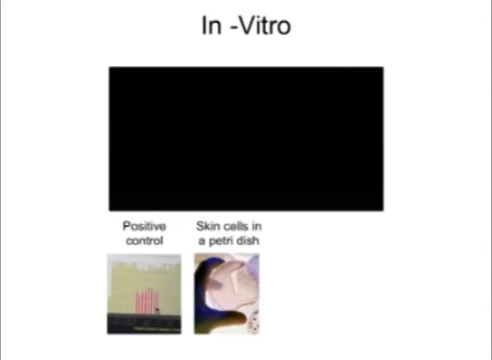 In -Vitro
Positive
control
Skin cells in
a petri dish